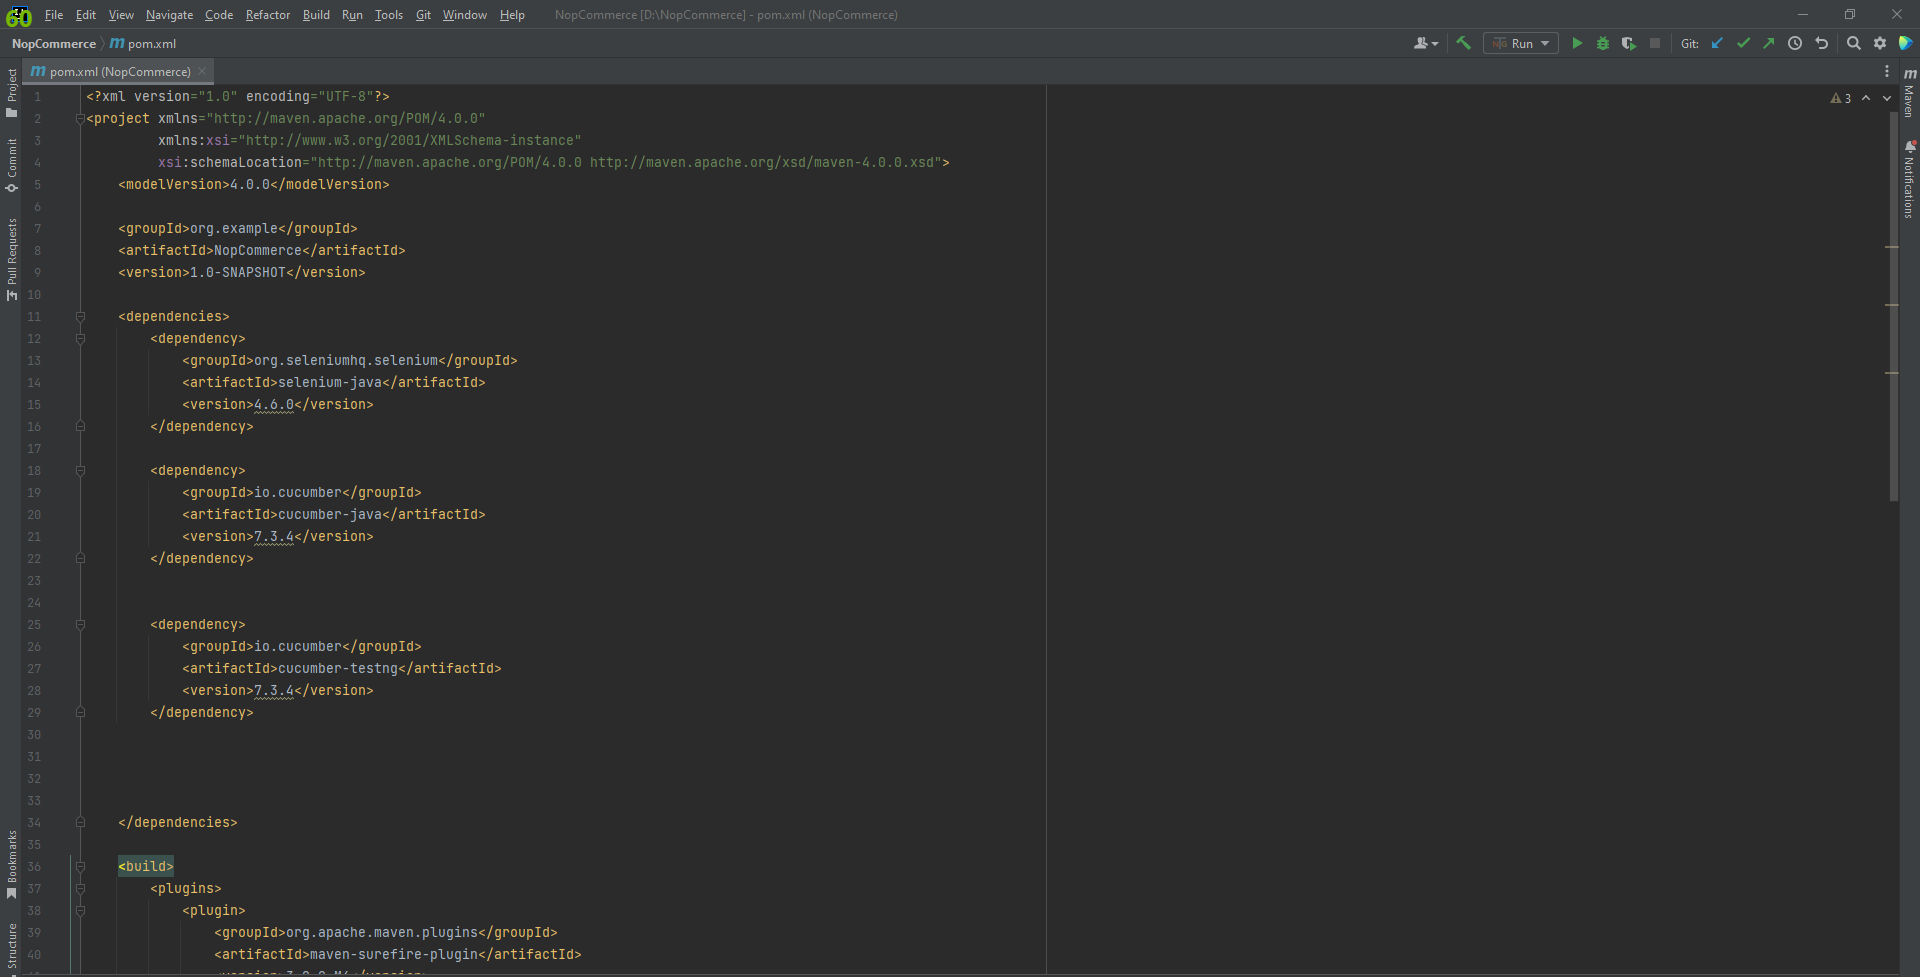 60
File Edit View Navigate Code Refactor Build Run Tools Git Window Help NopCommerce [D:\NopCommerce] - pom.xml (NopCommerce)
NopCommerce pom.xml
Run
Git:
pom.xml (NopCommerce)
Project
Commit
Pull Requests
Bookmarks
Structure
1 <?xml version="1.0" encoding="UTF-8"?>
2 <project xmlns="http://maven.apache.org/POM/4.0.0"
3 xmlns:xsi="http://www.w3.org/2001/XMLSchema-instance"
4 xsi:schemaLocation="http://maven.apache.org/POM/4.0.0 http://maven.apache.org/xsd/maven-4.0.0.xsd">
5 <modelVersion>4.0.0</modelVersion>
6
7 <groupId>org.example</groupId>
8 <artifactId>NopCommerce</artifactId>
9 <version>1.0-SNAPSHOT</version>
10
11 <dependencies>
12 <dependency>
13 <groupId>org.seleniumhq.selenium</groupId>
14 <artifactId>selenium-java</artifactId>
15 <version>4.6.0</version>
16 </dependency>
17
18 <dependency>
19 <groupId>io.cucumber</groupId>
20 <artifactId>cucumber-java</artifactId>
21 <version>7.3.4</version>
22 </dependency>
23
24
25 <dependency>
26 <groupId>io.cucumber</groupId>
27 <artifactId>cucumber-testng</artifactId>
28 <version>7.3.4</version>
29 </dependency>
30
31
32
33
34 </dependencies>
35
36 <build>
37 <plugins>
38 <plugin>
39 <groupId>org.apache.maven.plugins</groupId>
40 <artifactId>maven-surefire-plugin</artifactId>
3
m
Maven
Notifications